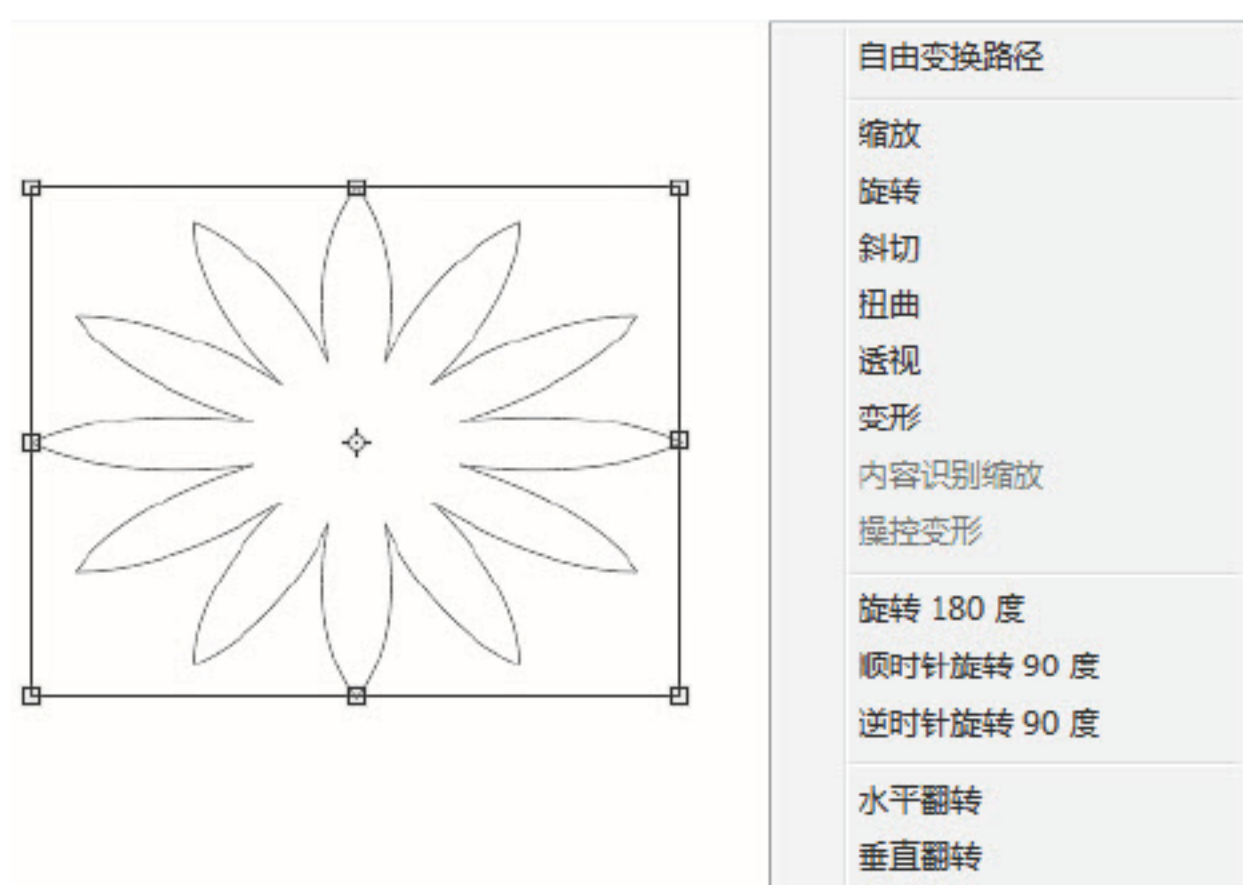 自由变换路径
缩放
旋转
斜切
扭曲
透视
变形
内容识别缩放
操控变形
旋转 180 度
顺时针旋转 90 度
逆时针旋转 90 度
水平翻转
垂直翻转